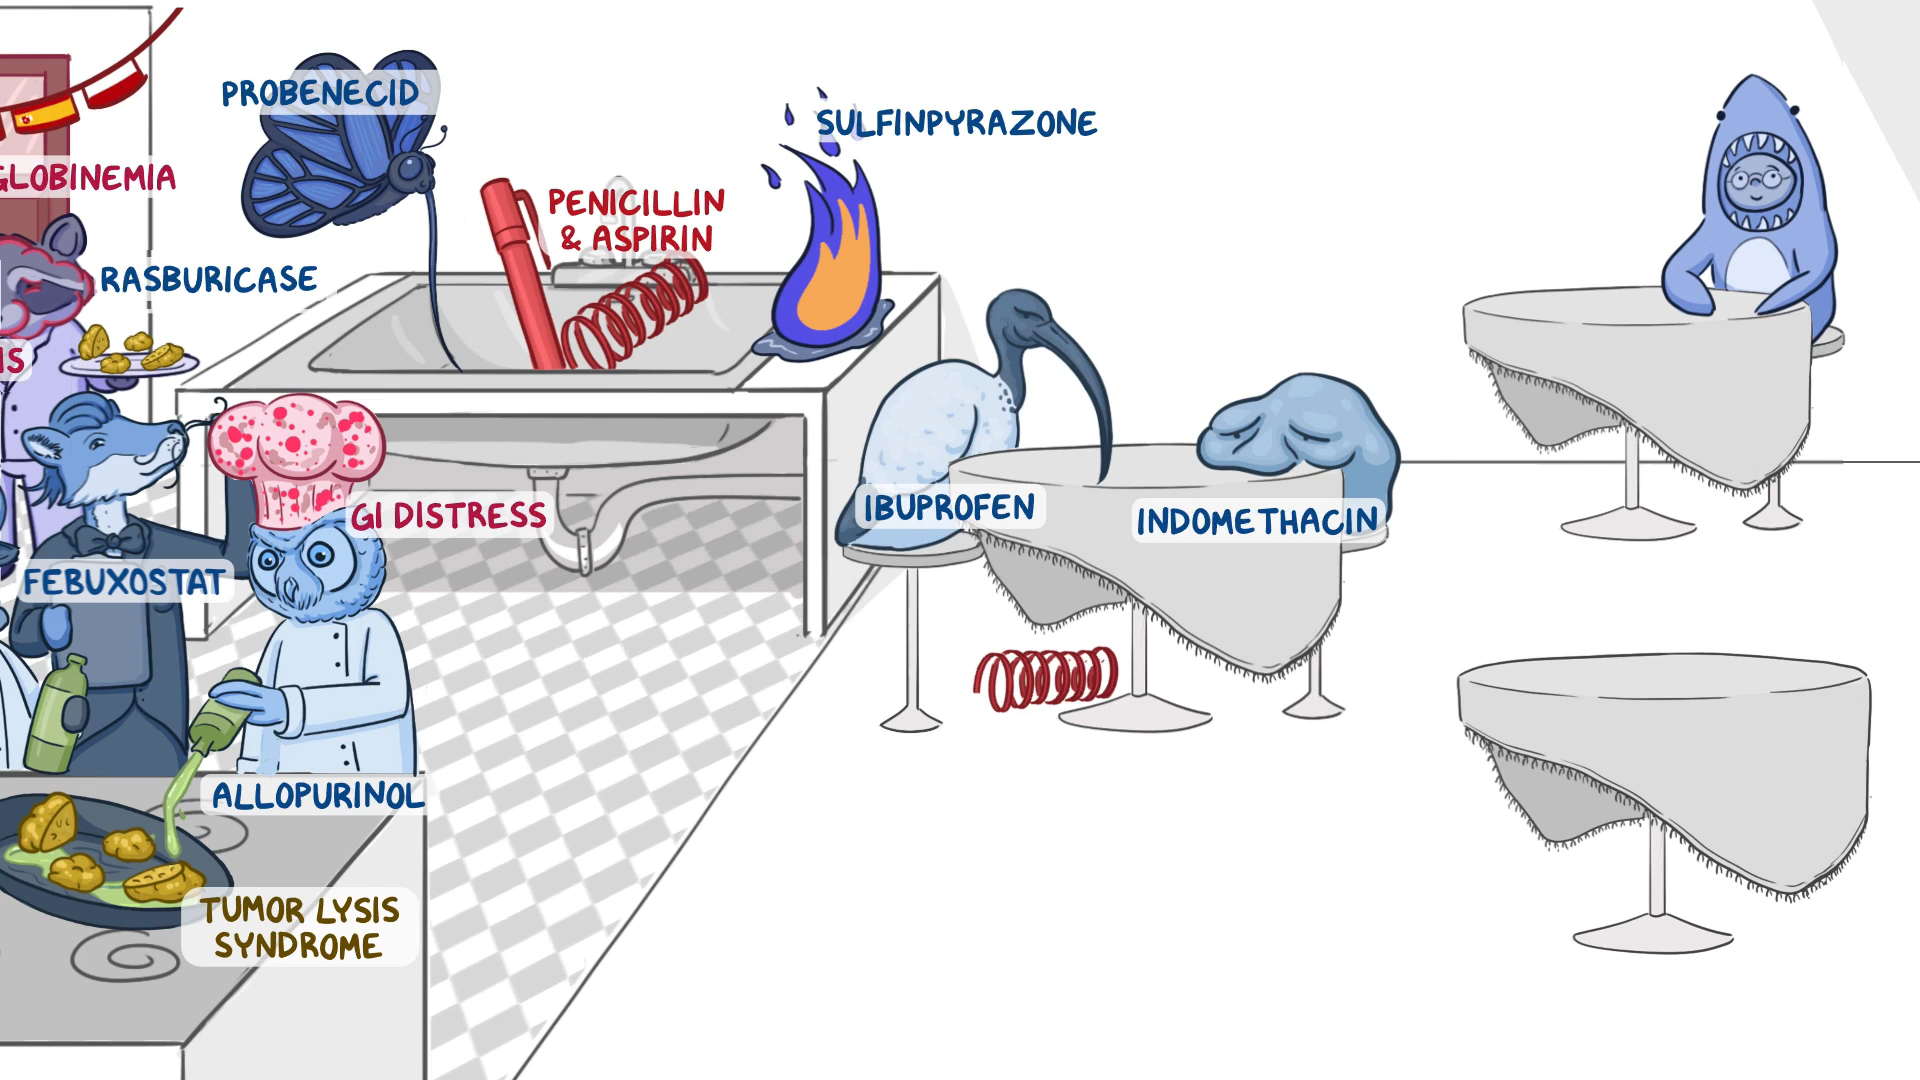 PROBENECID
SULFINPYRAZONE
GLOBINEMIA
PENICILLIN
& ASPIRIN
RASBURICASE
IS
IBUPROFEN
INDOMETHACIN
GI DISTRESS
FEBUXOSTAT
ALLOPURINOL
TUMOR LYSIS
SYNDROME